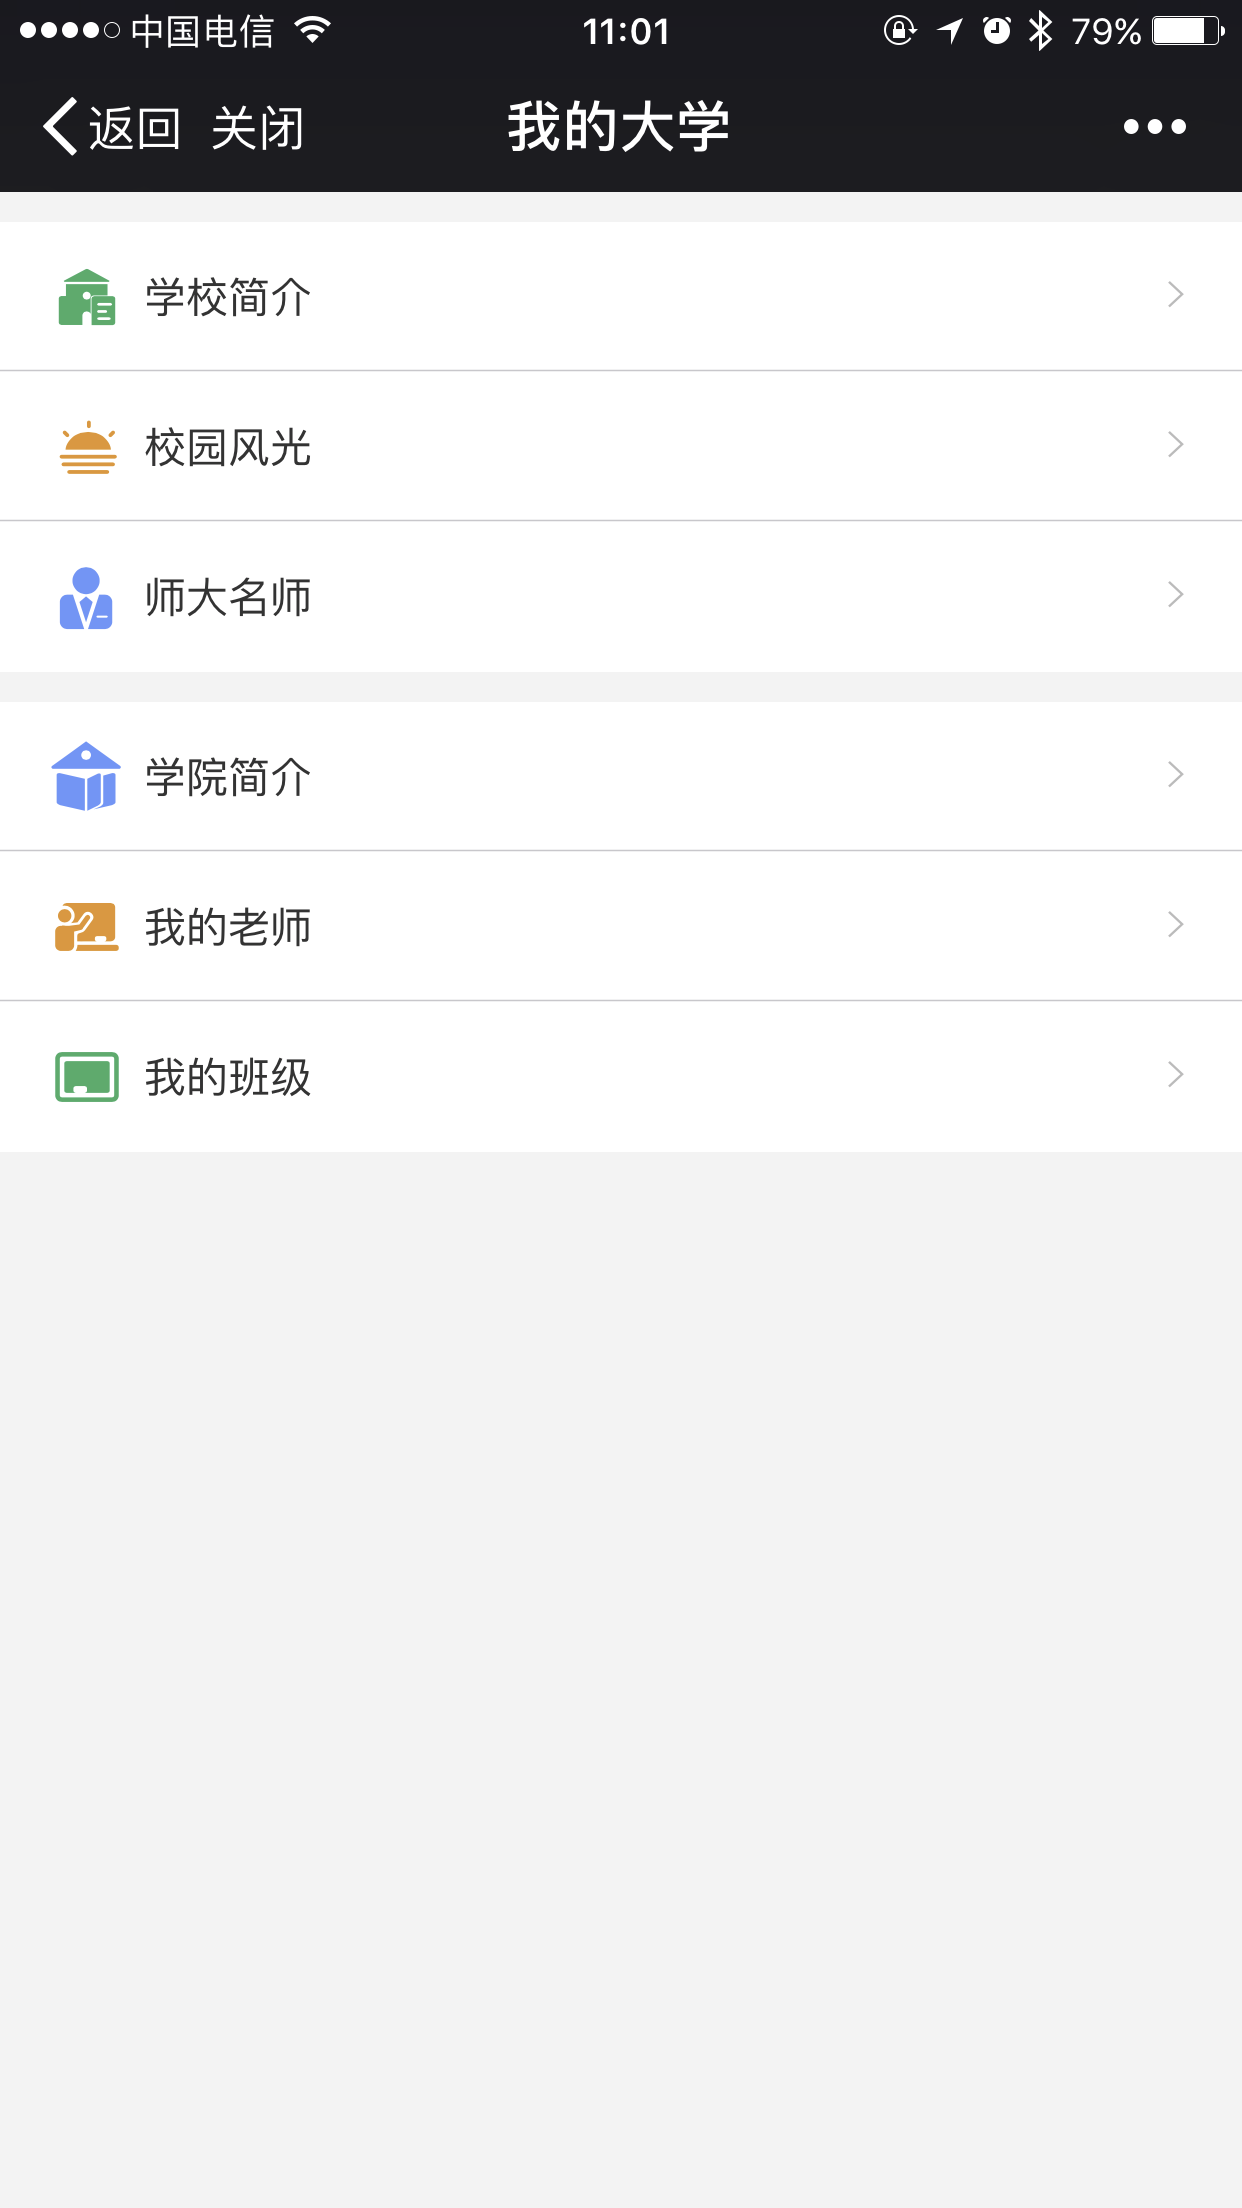 中国电信 11:01 79%
返回 关闭 我的大学
学校简介
校园风光
师大名师
学院简介
我的老师
我的班级